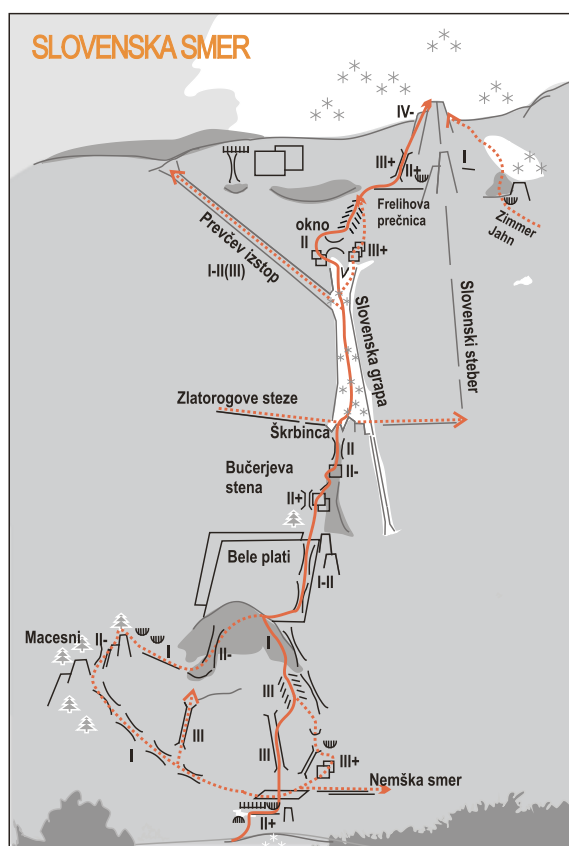 SLOVENSKA SMER
IV-
III+
II+
I
Frelihova
prečnica
Zimmer
Jahn
okno
II
III+
V
Prevčev izstop
I-II(III)
Slovenska grapa
Slovenski steber
Zlatorogove steze
Škrbinca
II
Bučerjeva
stena
II-
II+
Bele plati
I-II
Macesni
II-
I
II-
I
III
III
III
I
III+
Nemška smer
II+